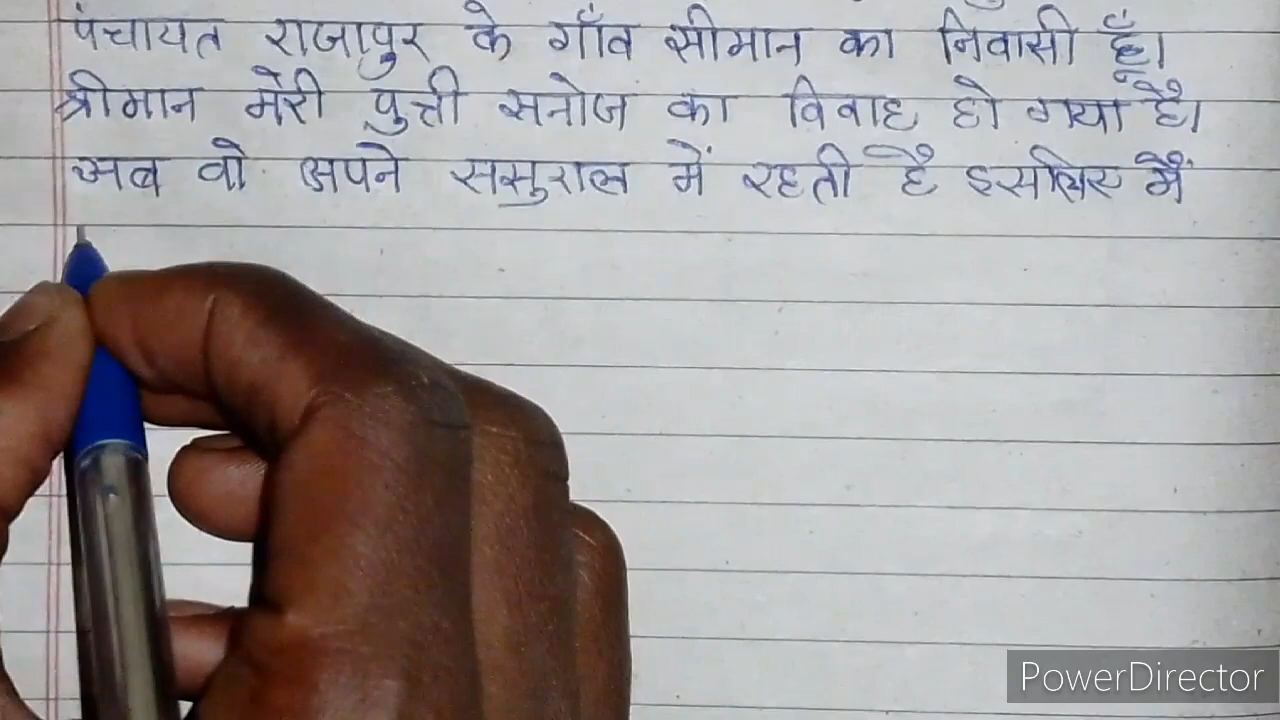 पंचायत राजापुर के गाँव सीमान का निवासी हूँ।
श्रीमान मेरी पुत्ती सनोज का विवाह हो गया है।
अब वो अपने ससुराल में रहती है इसलिए मैं
PowerDirector